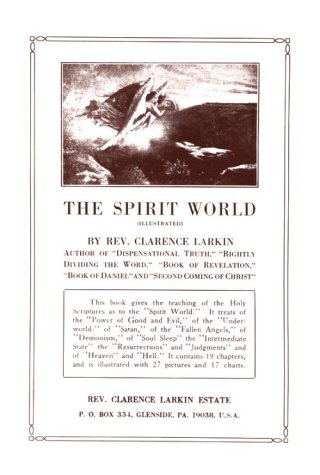 THE SPIRIT WORLD
(ILLUSTRATED)
BY REV. CLARENCE LARKIN
AUTHOR OF "DISPENSATIONAL TRUTH," "RIGHTLY
DIVIDING THE WORD," "BOOK OF REVELATION,"
"BOOK OF DANIEL" AND "SECOND COMING OF CHRIST"
This book gives the teaching of the Holy
Scriptures as to the "Spirit World." It treats of
the "Power of Good and Evil," of the "Under-
world," of "Satan," of the "Fallen Angels," of
"Demonism," of "Soul Sleep" the "Intermediate
State" the "Resurrections" and "Judgments" and
of "Heaven" and "Hell." It contains 19 chapters,
and is illustrated with 27 pictures and 17 charts.
REV. CLARENCE LARKIN ESTATE
P. O. BOX 334, GLENSIDE, PA. 19038, U.S.A.